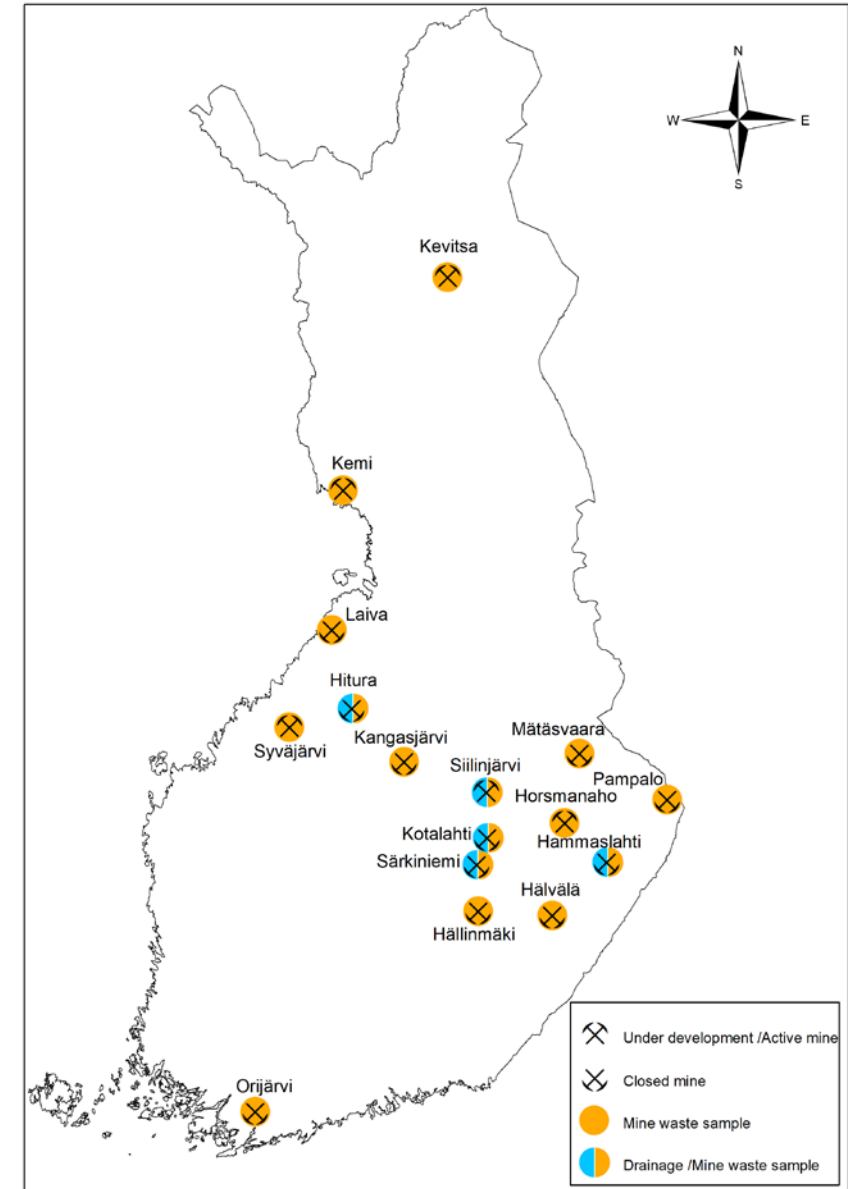 N
W
E
S
Kevitsa
Kemi
Laiva
Hitura
Syväjärvi
Kangasjärvi
Mätäsvaara
Siilinjärvi
Pampalo
Horsmanaho
Kotalahti
Hammaslahti
Särkiniemi
Hälvälä
Hällinmäki
Orijärvi
Under development /Active mine
Closed mine
Mine waste sample
Drainage /Mine waste sample